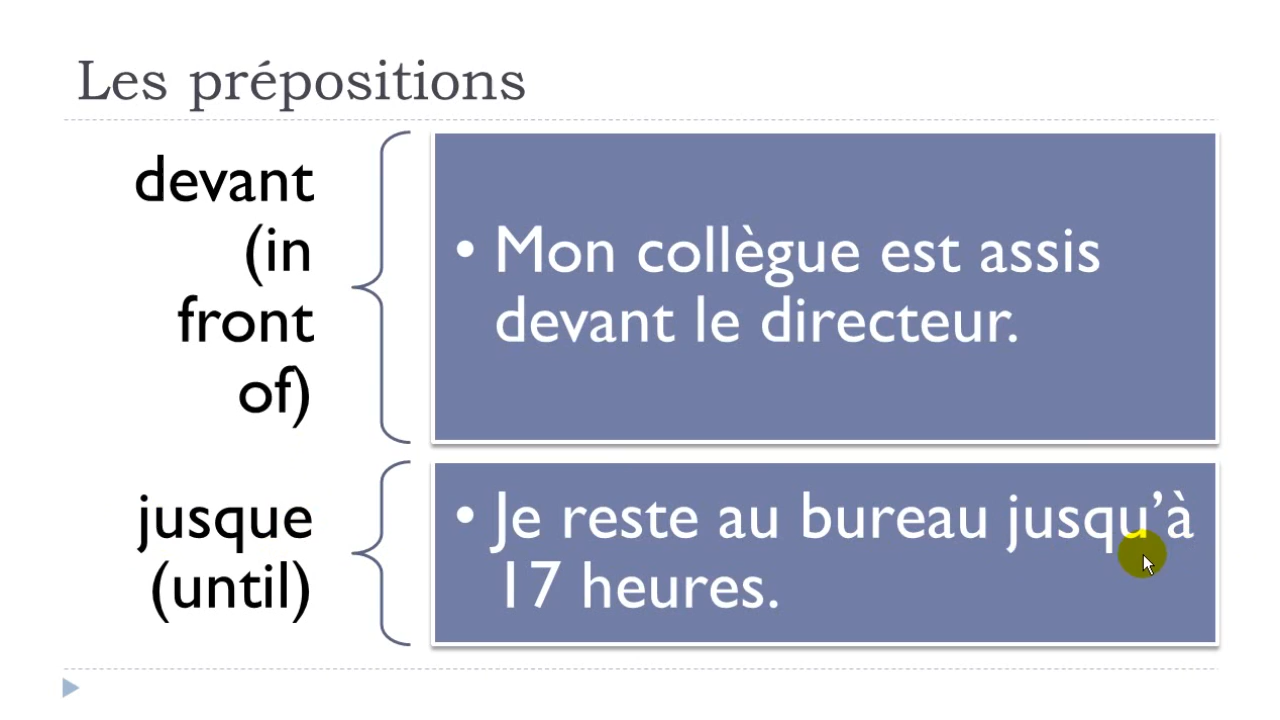 Les prépositions
devant
(in
front
of)
• Mon collègue est assis
devant le directeur.
jusque
(until)
• Je reste au bureau jusqu’à
17 heures.